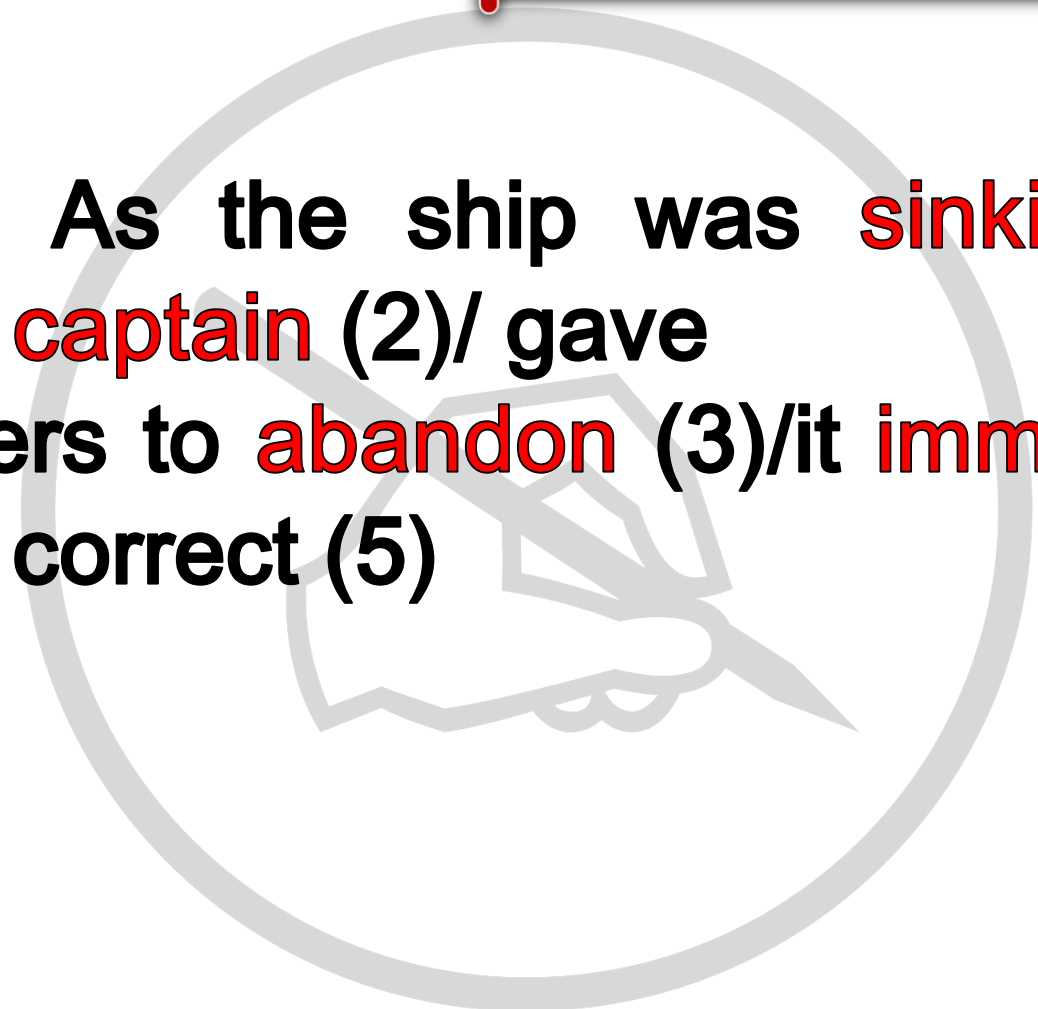 As the ship was
captain (2)/ gave
to abandon (3)/it
correct (5)